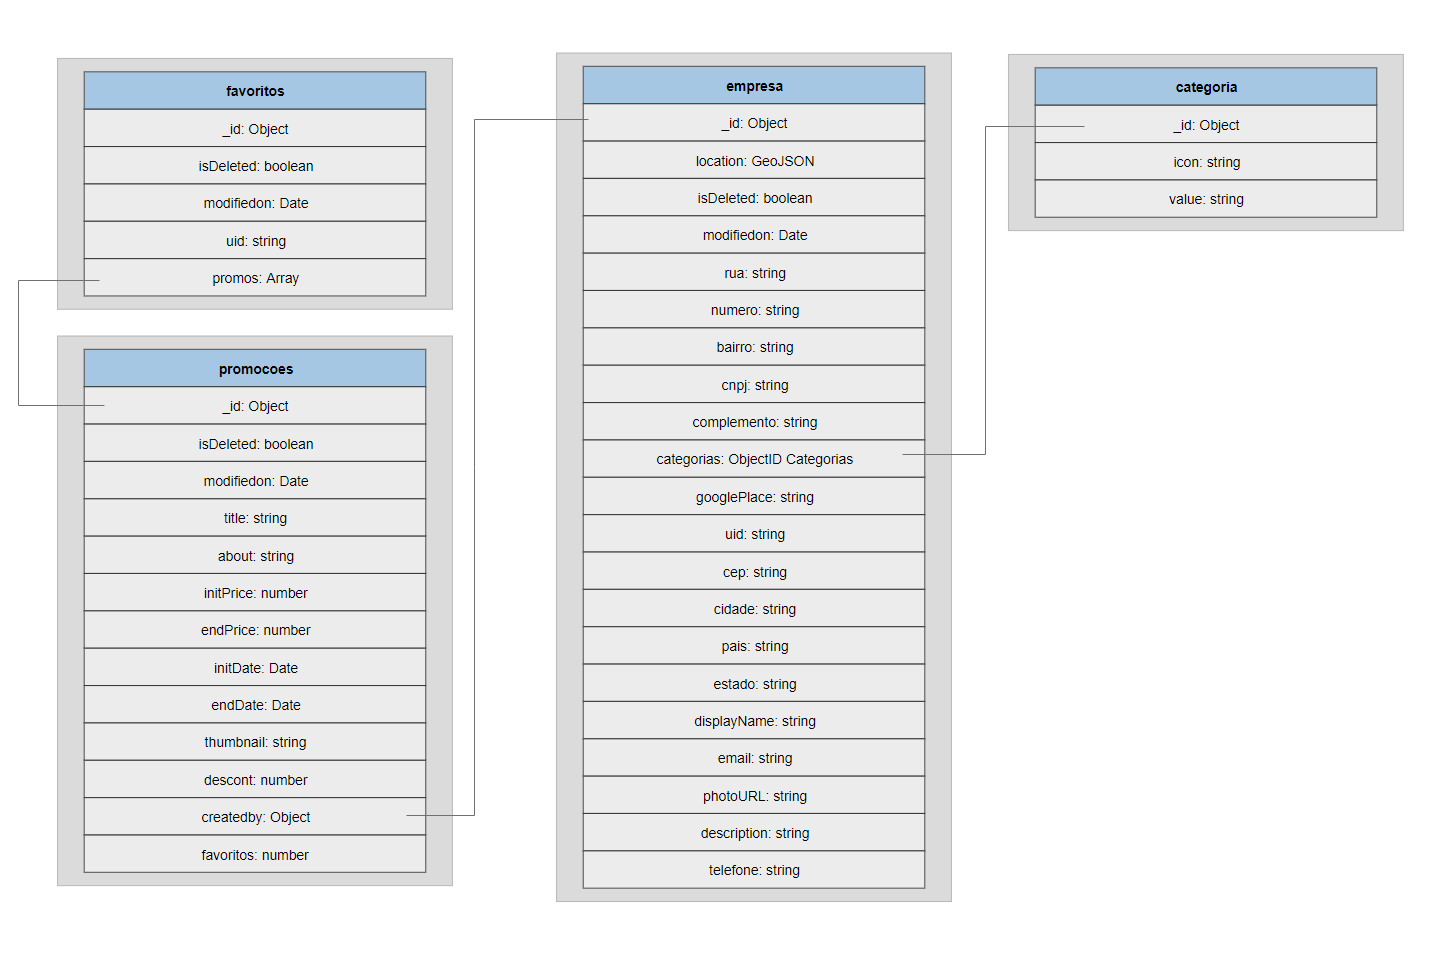 favoritos
_id: Object
isDeleted: boolean
modifiedon: Date
uid: string
promos: Array
promocoes
_id: Object
isDeleted: boolean
modifiedon: Date
title: string
about: string
initPrice: number
endPrice: number
initDate: Date
endDate: Date
thumbnail: string
descont: number
createdby: Object
favoritos: number
empresa
_id: Object
location: GeoJSON
isDeleted: boolean
modifiedon: Date
rua: string
numero: string
bairro: string
cnpj: string
complemento: string
categorias: ObjectID Categorias
googlePlace: string
uid: string
cep: string
cidade: string
pais: string
estado: string
displayName: string
email: string
photoURL: string
description: string
telefone: string
categoria
_id: Object
icon: string
value: string